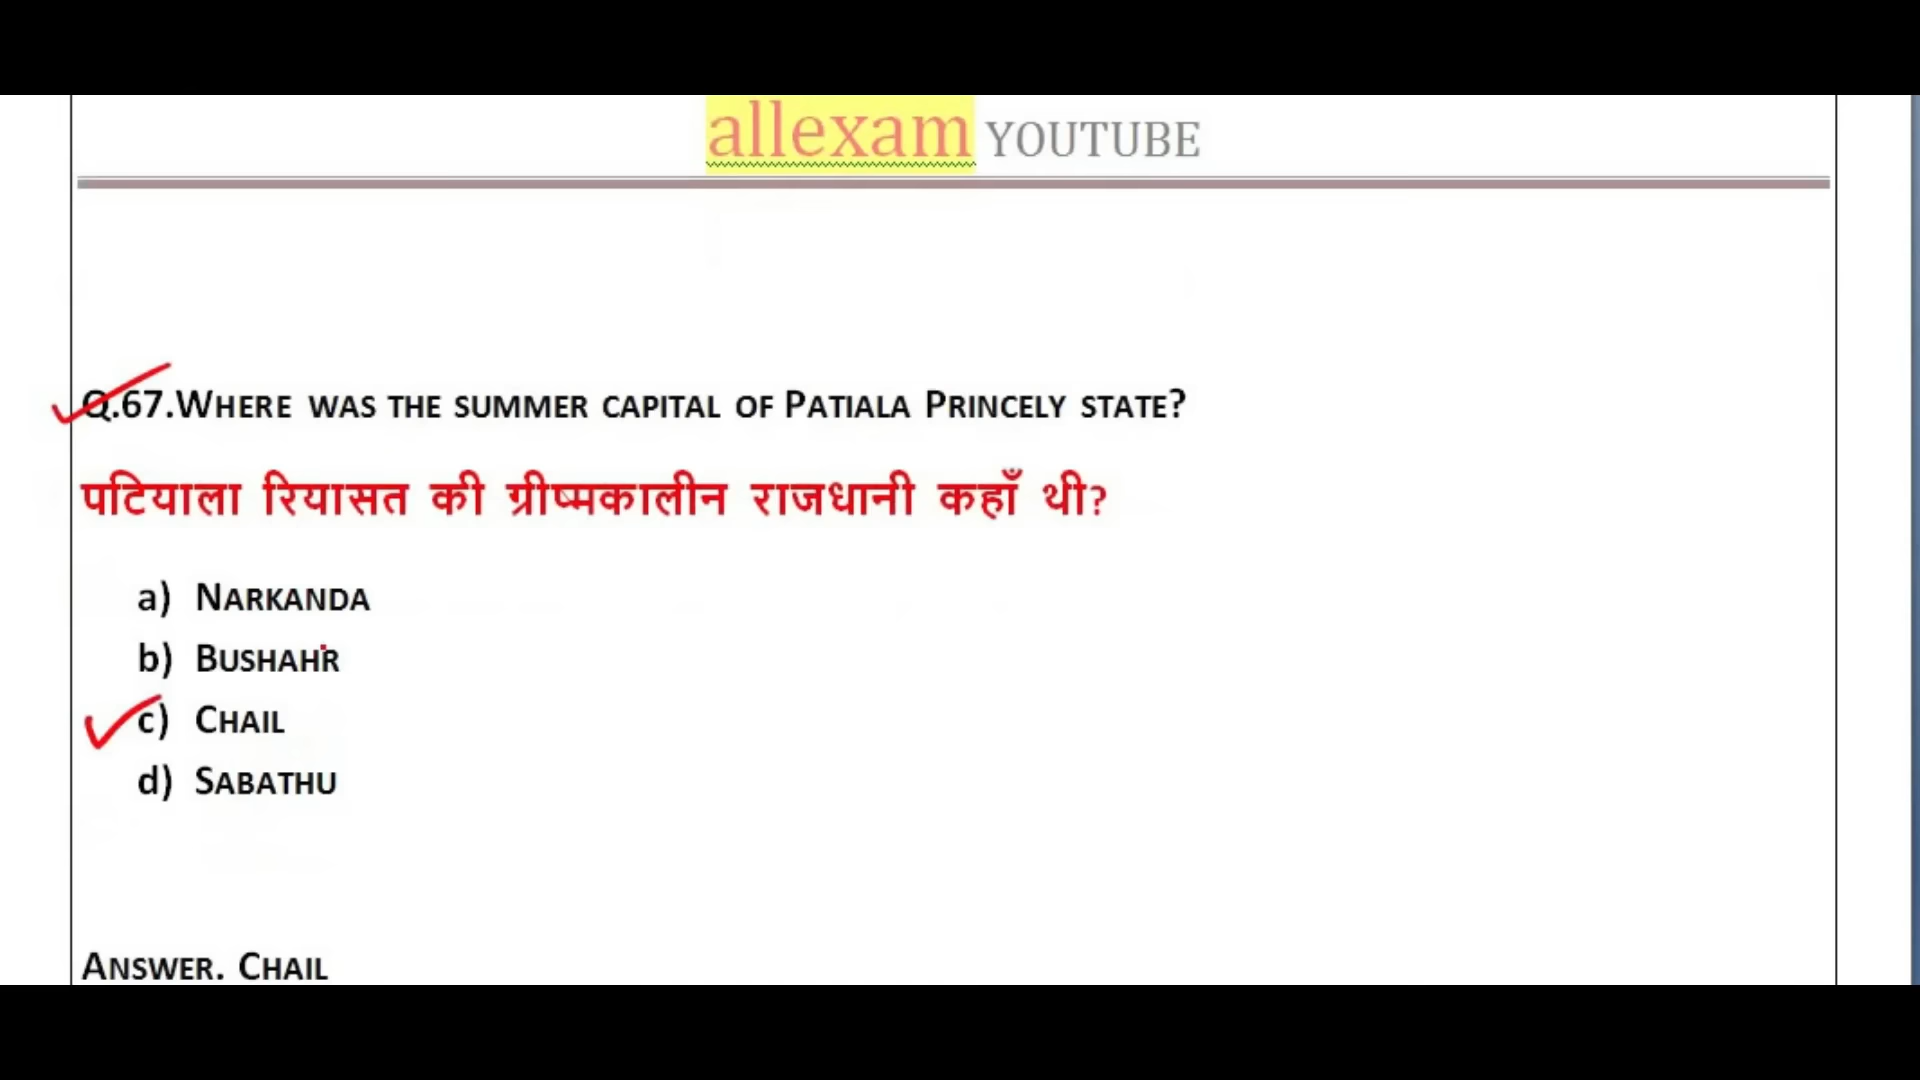 allexam YOUTUBE
Q.67.WHERE WAS THE SUMMER CAPITAL OF PATIALA PRINCELY STATE?
पटियाला रियासत की ग्रीष्मकालीन राजधानी कहाँ थी?
a) NARKANDA
b) BUSHAHR
c) CHAIL
d) SABATHU
ANSWER. CHAIL